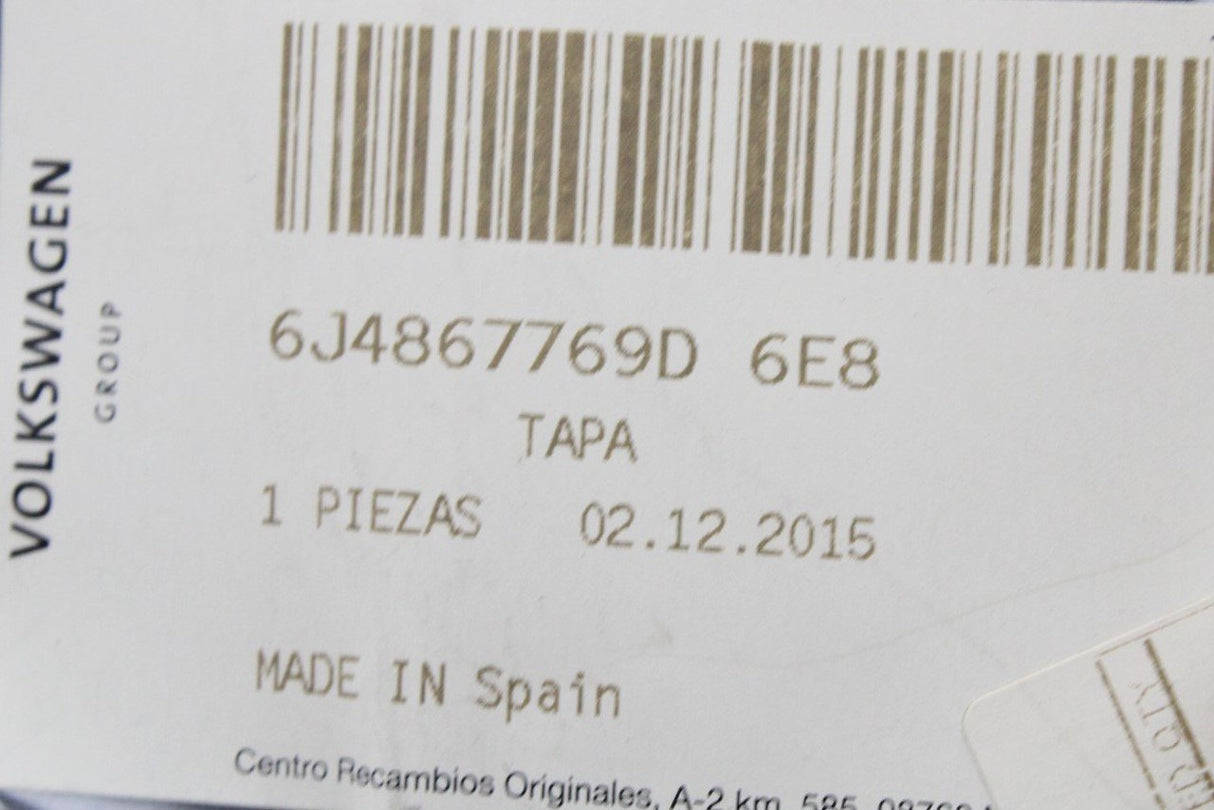 VOLKSWAGEN
GROUP
6J4867769D 6E8
TAPA
1 PIEZAS 02.12.2015
MADE IN Spain
Centro Recambios Originales, A-2 km. 585,
QTY